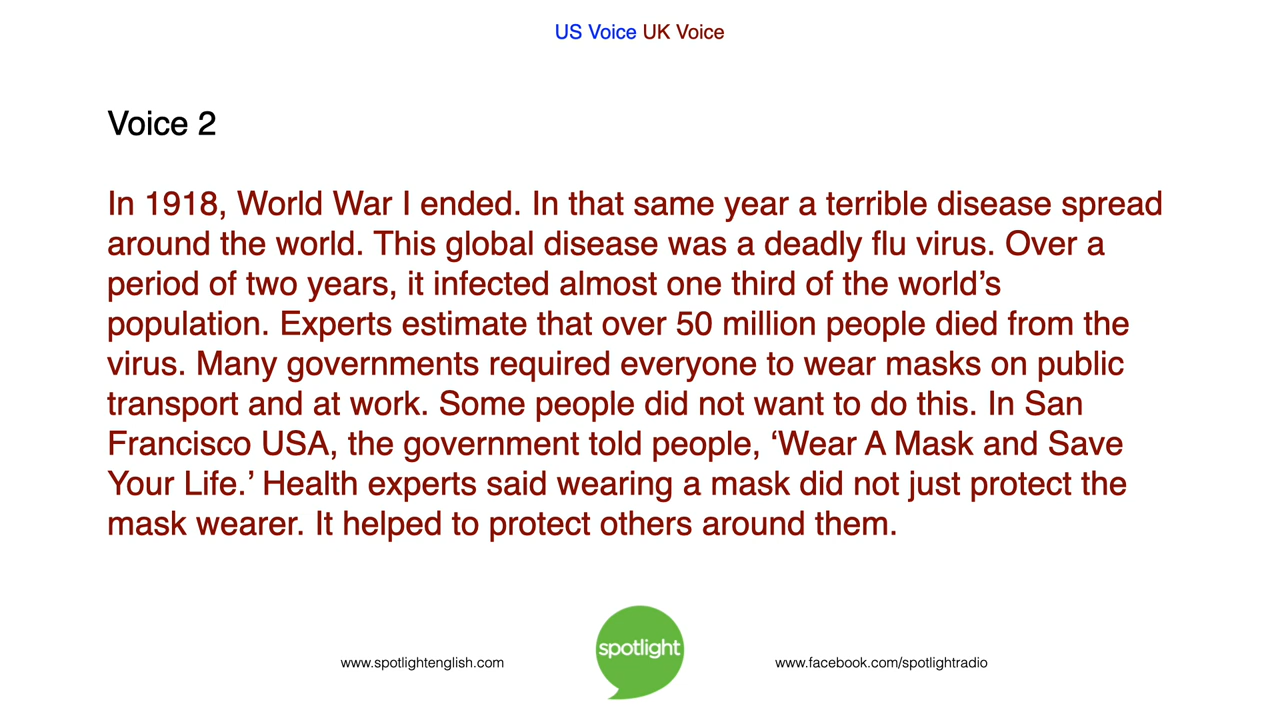 US Voice UK Voice
Voice 2
In 1918, World War I ended. In that same year a terrible disease spread
around the world. This global disease was a deadly flu virus. Over a
period of two years, it infected almost one third of the world’s
population. Experts estimate that over 50 million people died from the
virus. Many governments required everyone to wear masks on public
transport and at work. Some people did not want to do this. In San
Francisco USA, the government told people, ‘Wear A Mask and Save
Your Life.’ Health experts said wearing a mask did not just protect the
mask wearer. It helped to protect others around them.
www.spotlightenglish.com
spotlight
www.facebook.com/spotlightradio